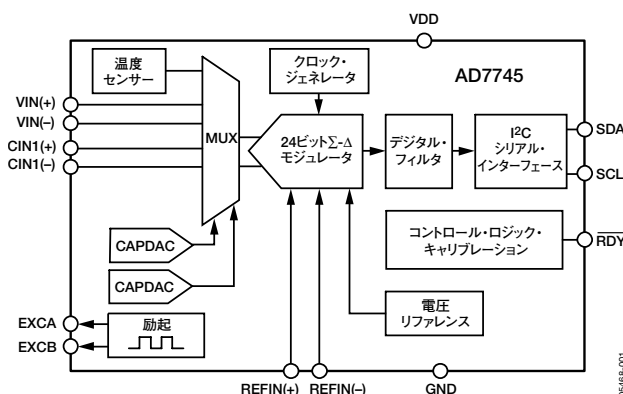 VDD
温度
センサー
クロック・
ジェネレータ
AD7745
VIN(+)
VIN(–)
CIN1(+)
CIN1(–)
MUX
24ビットΣ-Δ
モジュレータ
デジタル・
フィルタ
I²C
シリアル・
インターフェース
SDA
SCL
CAPDAC
CAPDAC
コントロール・ロジック・
キャリブレーション
RDY
EXCA
EXCB
励起
電圧
リファレンス
REFIN(+)
REFIN(–)
GND
05468-001